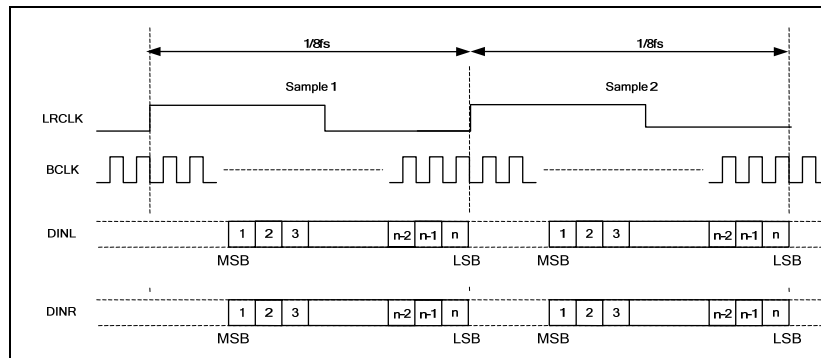 1/8fs 1/8fs
Sample 1 Sample 2
LRCLK
BCLK
DINL 1 2 3 n-2 n-1 n 1 2 3 n-2 n-1 n
MSB LSB MSB LSB
DINR 1 2 3 n-2 n-1 n 1 2 3 n-2 n-1 n
MSB LSB MSB LSB